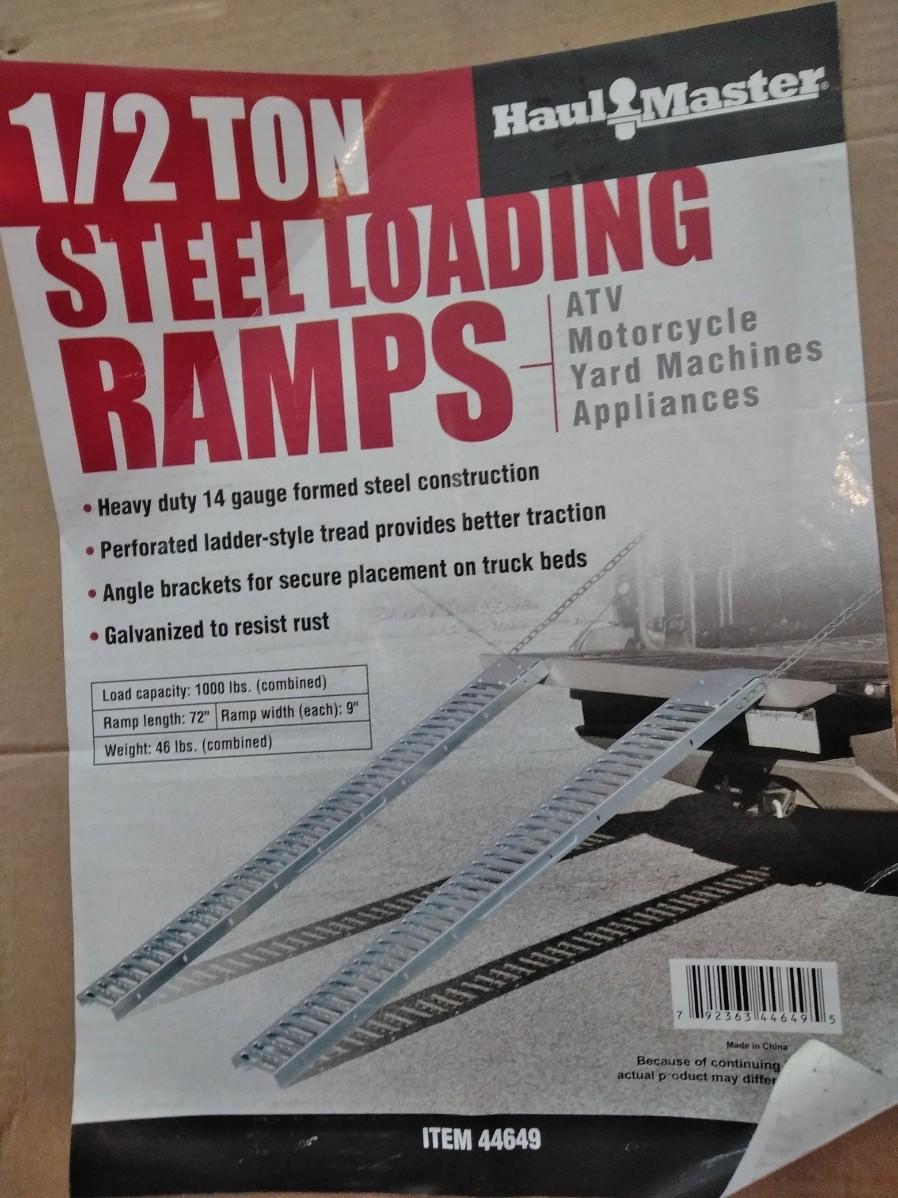 Haul Master®
1/2 TON
STEEL LOADING
RAMPS
ATV
Motorcycle
Yard Machines
Appliances
• Heavy duty 14 gauge formed steel construction
• Perforated ladder-style tread provides better traction
• Angle brackets for secure placement on truck beds
• Galvanized to resist rust
Load capacity: 1000 lbs. (combined)
Ramp length: 72" Ramp width (each): 9"
Weight: 46 lbs. (combined)
7 92363 44649 5
Made in China
Because of continuing
actual product may differ
ITEM 44649